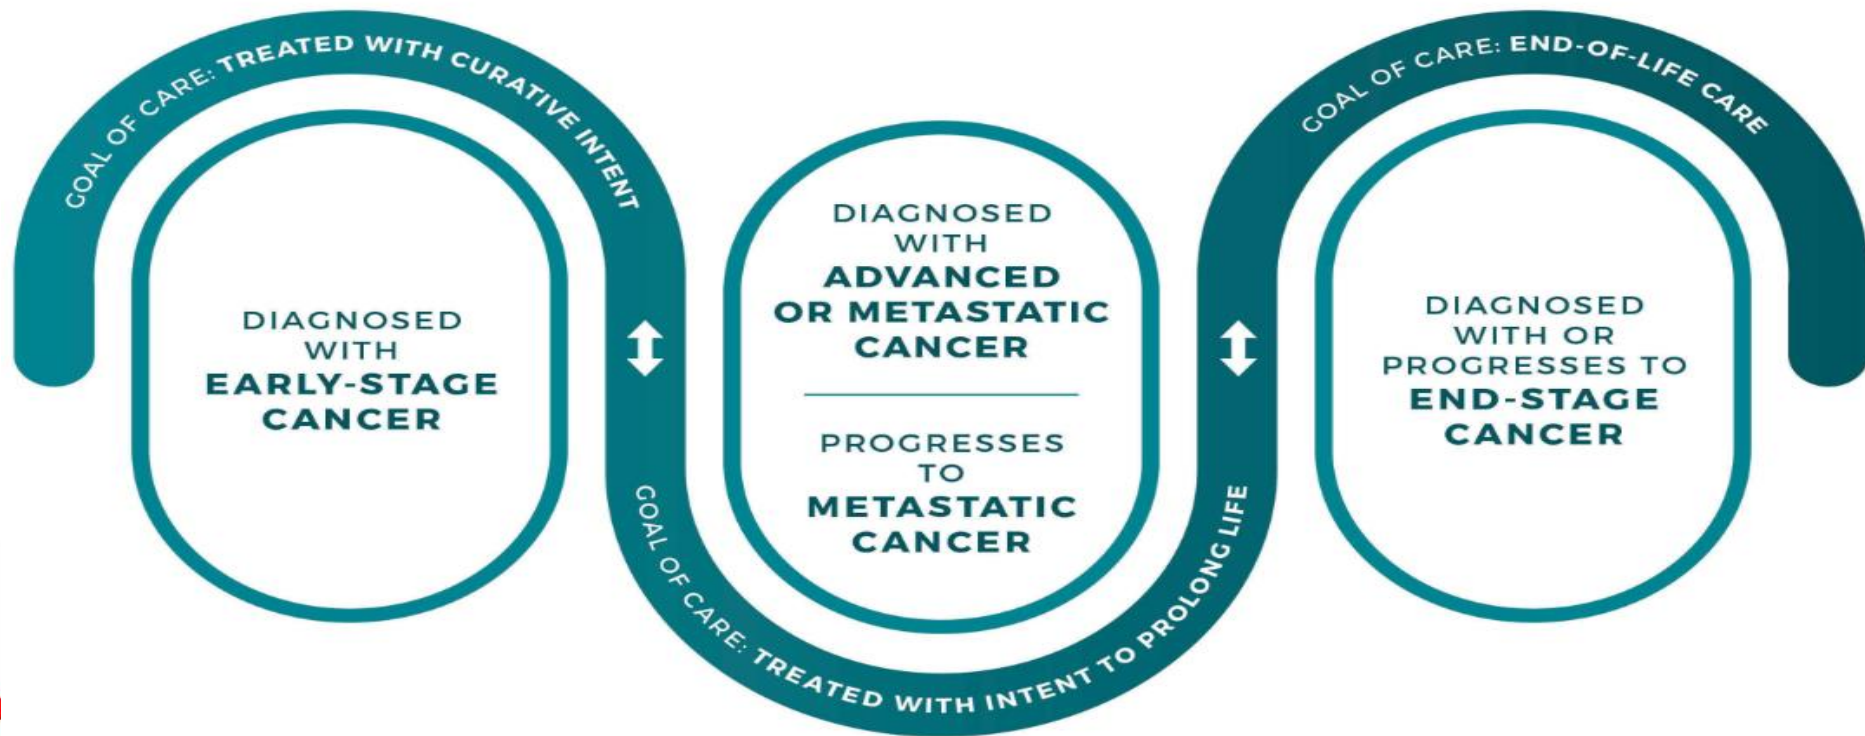 GOAL OF CARE: TREATED WITH CURATIVE INTENT
DIAGNOSED
WITH
EARLY-STAGE
CANCER
DIAGNOSED
WITH
ADVANCED
OR METASTATIC
CANCER
PROGRESSES
TO
METASTATIC
CANCER
GOAL OF CARE: TREATED WITH INTENT TO PROLONG LIFE
GOAL OF CARE: END-OF-LIFE CARE
DIAGNOSED
WITH OR
PROGRESSES TO
END-STAGE
CANCER